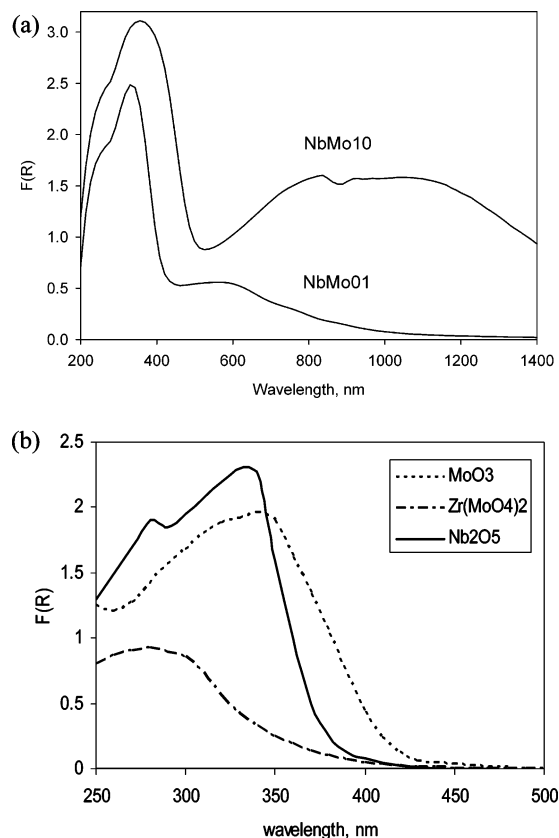 (a)
3.0
2.5
2.0
1.5
1.0
0.5
0.0
F(R)
NbMo10
NbMo01
200 400 600 800 1000 1200 1400
Wavelength, nm
(b)
2.5
2
1.5
1
0.5
0
F(R)
MoO3
Zr(MoO4)2
Nb2O5
250 300 350 400 450 500
wavelength, nm